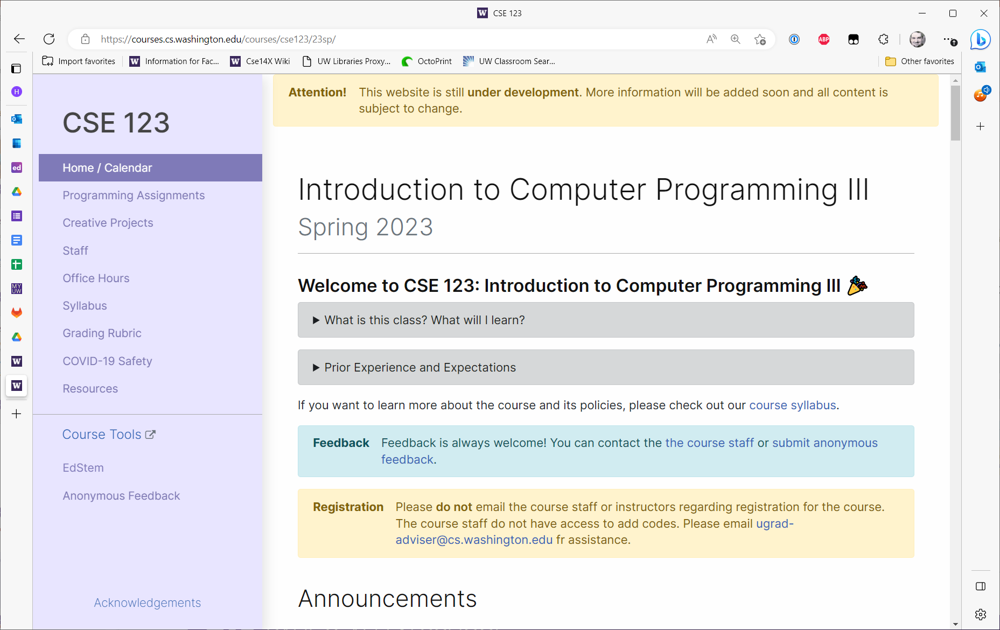 CSE 123
https://courses.cs.washington.edu/courses/cse123/23sp/
ABP
Import favorites
W Information for Fac...
W Cse14X Wiki
UW Libraries Proxy...
OctoPrint
UW Classroom Sear...
Other favorites
H
ed
MY
UW
W
W
CSE 123
Home / Calendar
Programming Assignments
Creative Projects
Staff
Office Hours
Syllabus
Grading Rubric
COVID-19 Safety
Resources
Course Tools
EdStem
Anonymous Feedback
Acknowledgements
Attention! This website is still under development. More information will be added soon and all content is
subject to change.
Introduction to Computer Programming III
Spring 2023
Welcome to CSE 123: Introduction to Computer Programming III
What is this class? What will I learn?
Prior Experience and Expectations
If you want to learn more about the course and its policies, please check out our course syllabus.
Feedback Feedback is always welcome! You can contact the the course staff or submit anonymous
feedback.
Registration Please do not email the course staff or instructors regarding registration for the course.
The course staff do not have access to add codes. Please email ugrad-
adviser@cs.washington.edu fr assistance.
Announcements